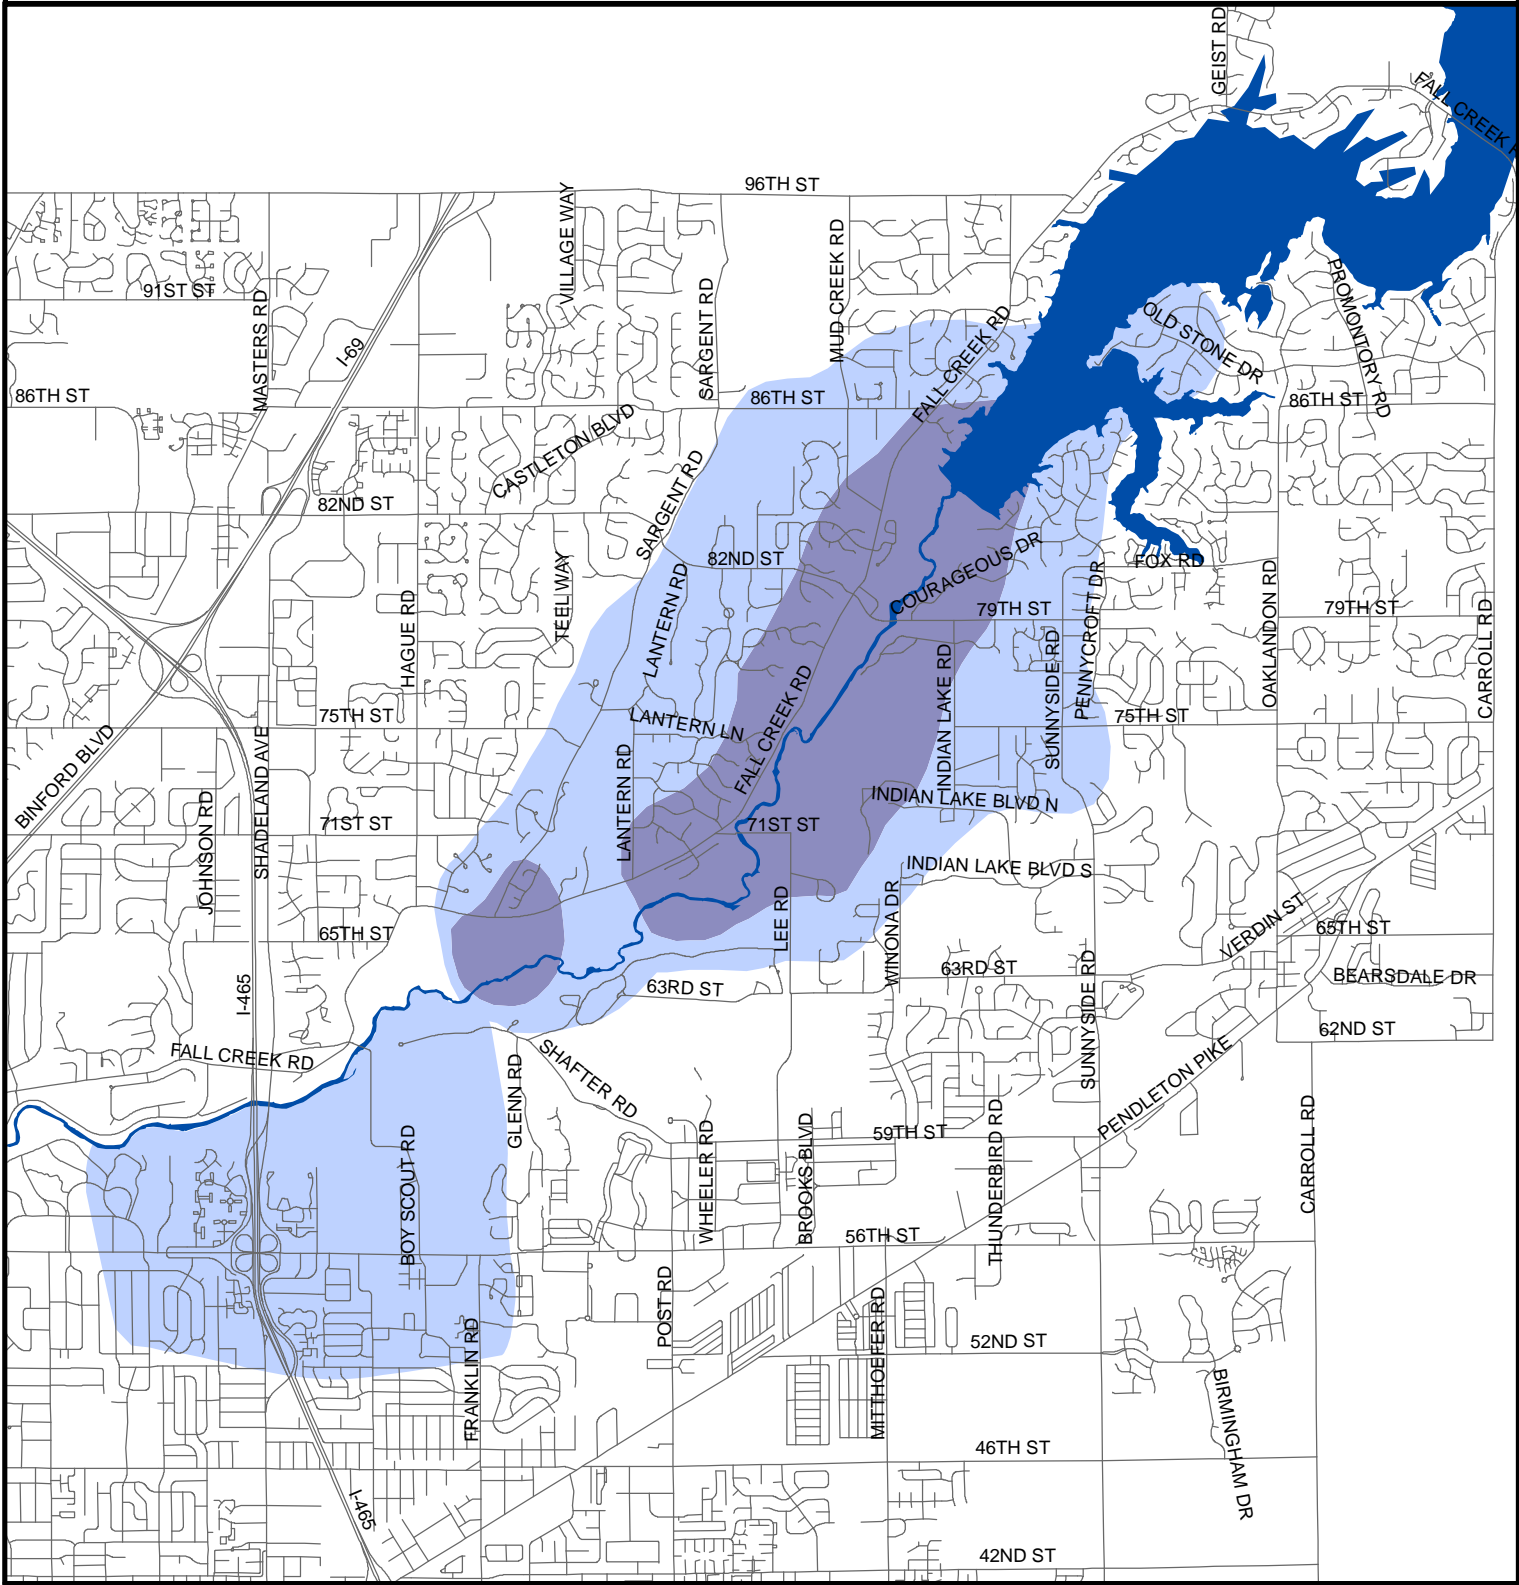 GEIST RD
FALL CREEK R
96TH ST
VILLAGE WAY
MUD CREEK RD
SARGENT RD
91ST ST
MASTERS RD
I-69
PROMONTORY RD
OLD STONE DR
FALL CREEK RD
86TH ST
86TH ST
86TH ST
CASTLETON BLVD
SARGENT RD
82ND ST
82ND ST
COURAGEOUS DR
FOX RD
TEEL WAY
LANTERN RD
HAGUE RD
PENNYCROFT DR
OAKLANDON RD
79TH ST
79TH ST
CARROLL RD
INDIAN LAKE RD
SUNNYSIDE RD
FALL CREEK RD
75TH ST
LANTERN LN
75TH ST
BINFORD BLVD
SHADELAND AVE
LANTERN RD
JOHNSON RD
71ST ST
71ST ST
INDIAN LAKE BLVD N
INDIAN LAKE BLVD S
LEE RD
WINONA DR
VERDIN ST
65TH ST
65TH ST
63RD ST
BEARSDALE DR
63RD ST
I-465
SUNNYSIDE RD
62ND ST
FALL CREEK RD
SHAFTER RD
GLENN RD
PENDLETON PIKE
BOY SCOUT RD
WHEELER RD
BROOKS BLVD
59TH ST
THUNDERBIRD RD
CARROLL RD
56TH ST
POST RD
MITTHOEFER RD
FRANKLIN RD
52ND ST
BIRMINGHAM DR
46TH ST
I-465
42ND ST